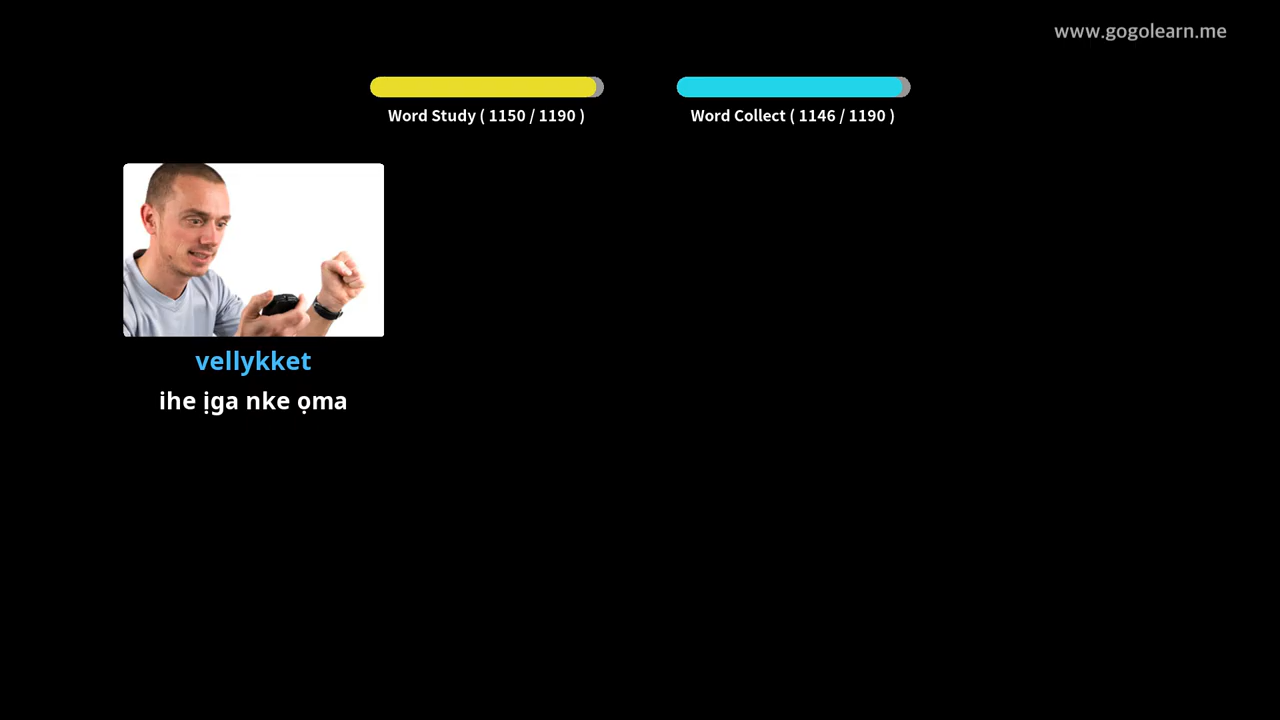 www.gogolearn.me
Word Study ( 1150 / 1190 )
Word Collect ( 1146 / 1190 )
vellykket
ihe ịga nke ọma